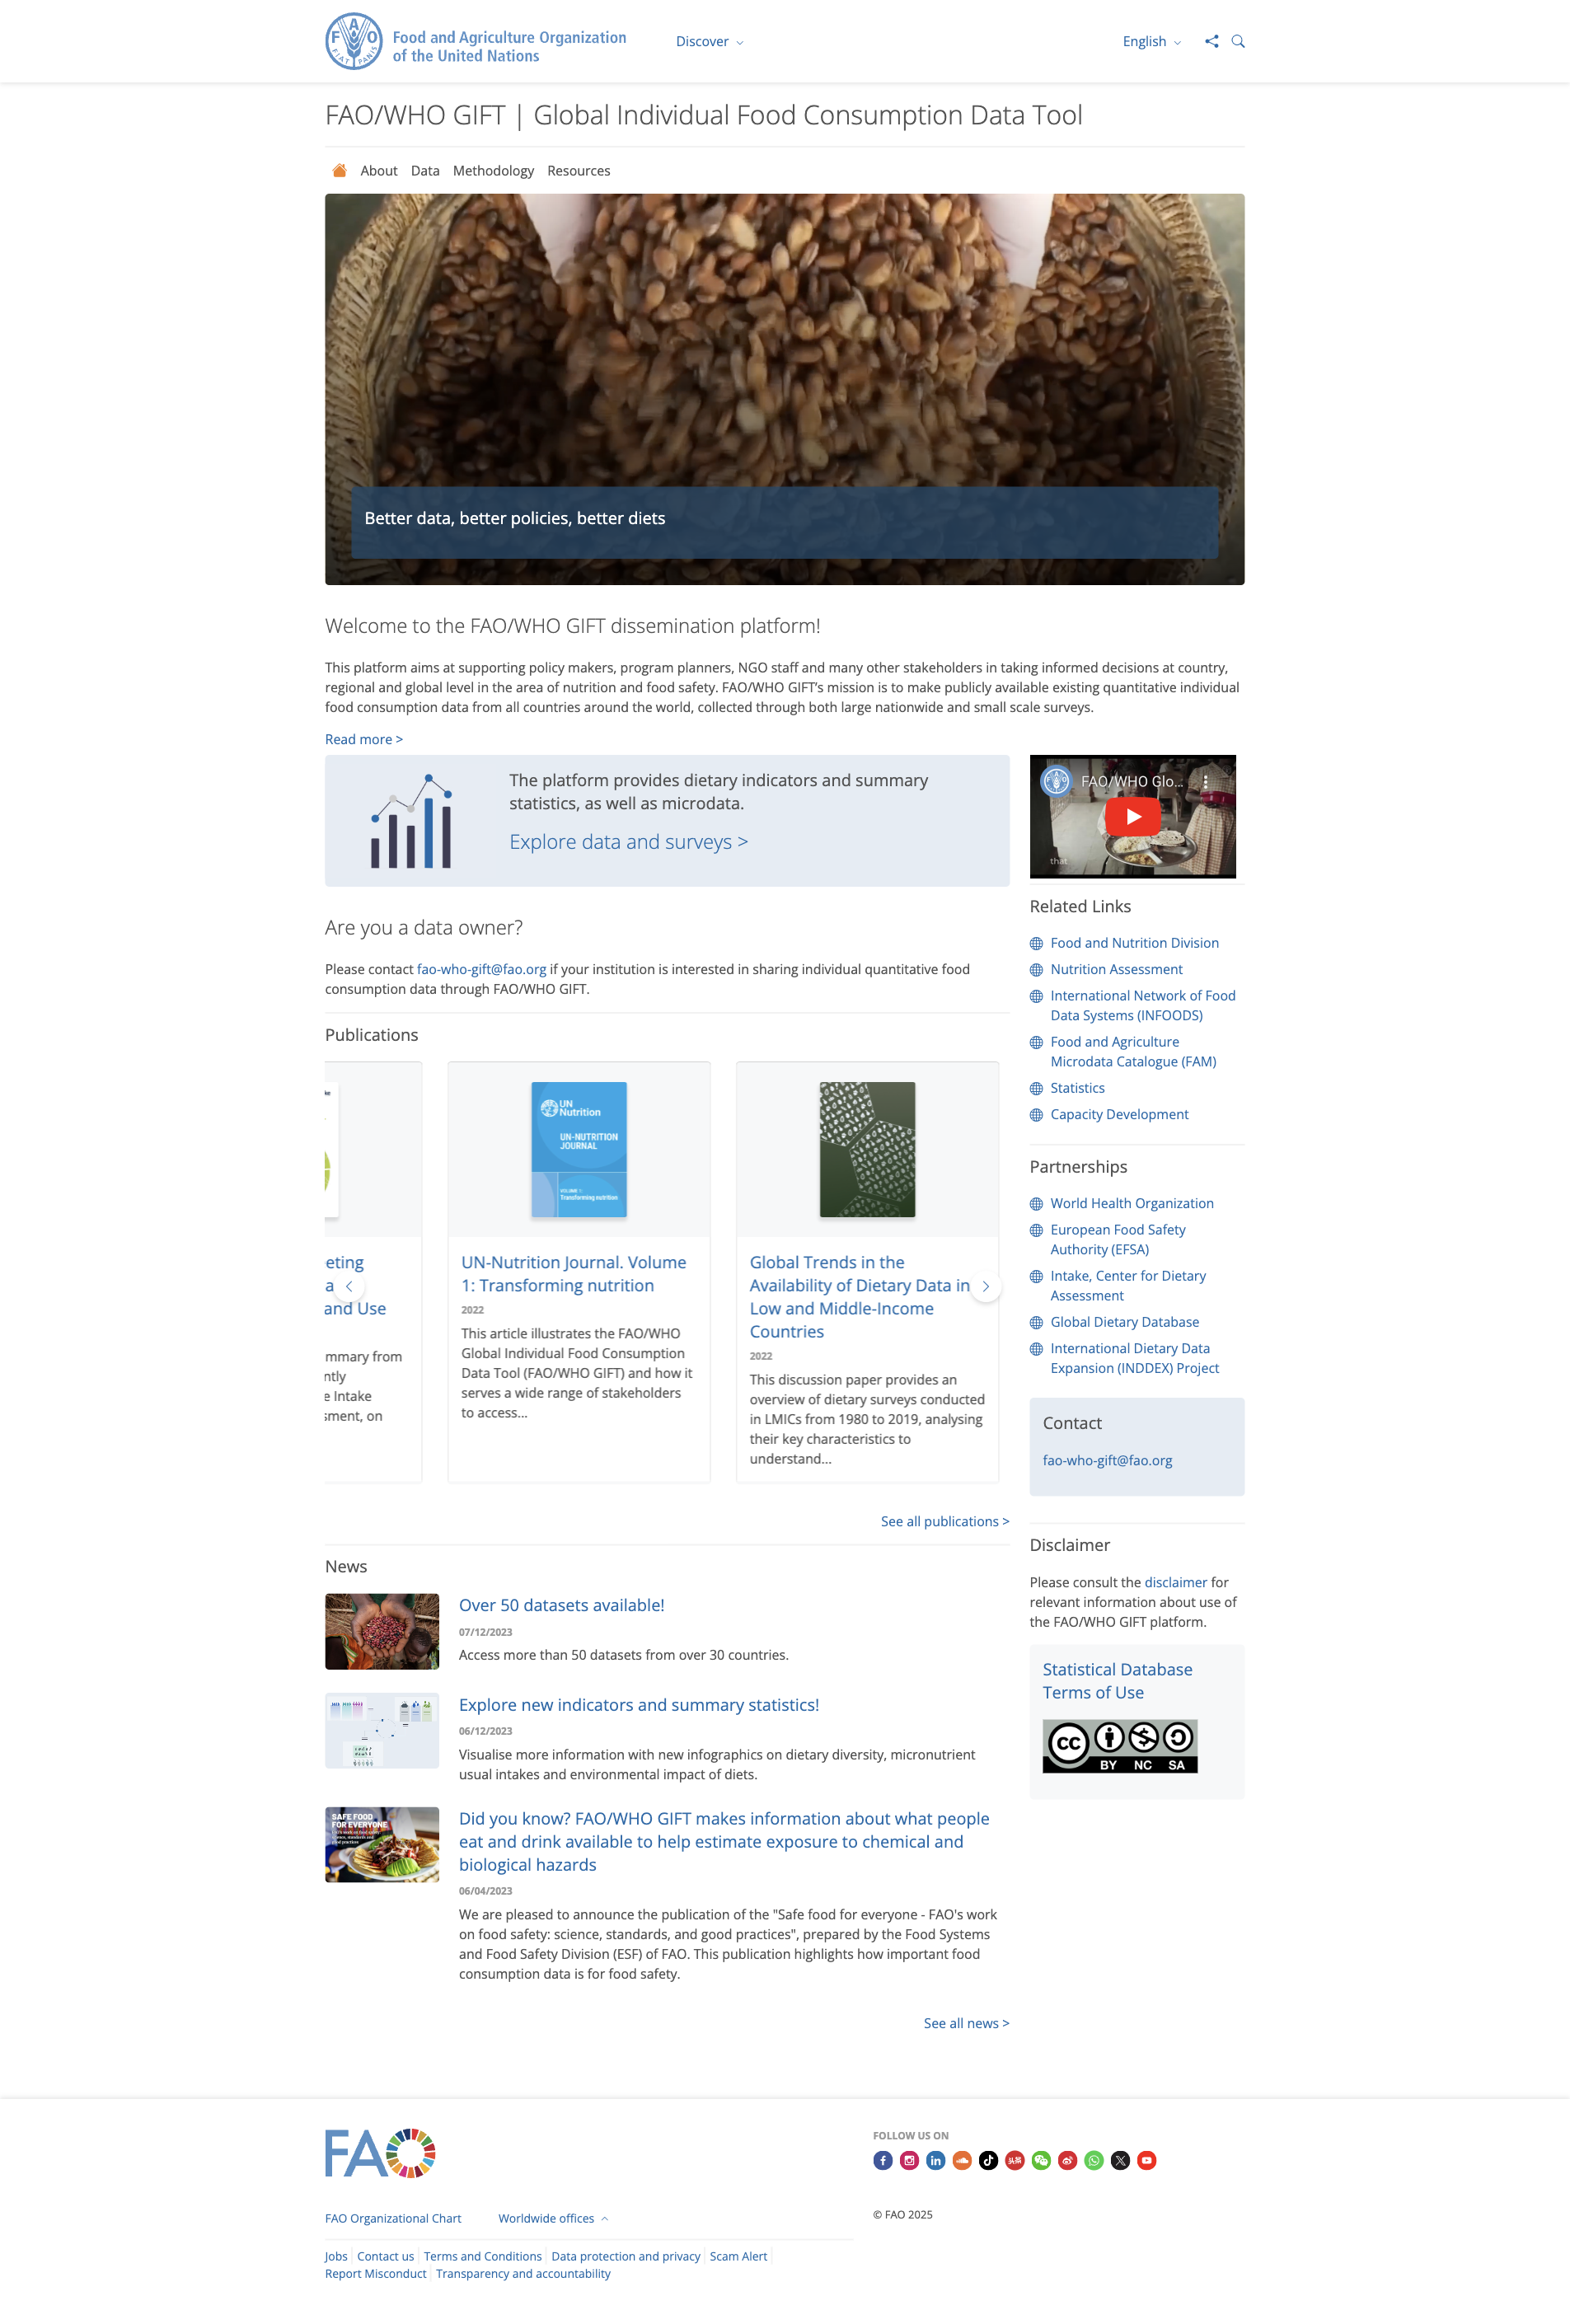 FAO
FIAT PANIS
Food and Agriculture Organization
of the United Nations
Discover
English
FAO/WHO GIFT | Global Individual Food Consumption Data Tool
About
Data
Methodology
Resources
Better data, better policies, better diets
Welcome to the FAO/WHO GIFT dissemination platform!
This platform aims at supporting policy makers, program planners, NGO staff and many other stakeholders in taking informed decisions at country,
regional and global level in the area of nutrition and food safety. FAO/WHO GIFT’s mission is to make publicly available existing quantitative individual
food consumption data from all countries around the world, collected through both large nationwide and small scale surveys.
Read more >
The platform provides dietary indicators and summary
statistics, as well as microdata.
Explore data and surveys >
Are you a data owner?
Please contact fao-who-gift@fao.org if your institution is interested in sharing individual quantitative food
consumption data through FAO/WHO GIFT.
Publications
eting
a
and Use
mmary from
ntly
e Intake
sment, on
UN
Nutrition
UN-NUTRITION
JOURNAL
VOLUME 1:
Transforming nutrition
UN-Nutrition Journal. Volume
1: Transforming nutrition
2022
This article illustrates the FAO/WHO
Global Individual Food Consumption
Data Tool (FAO/WHO GIFT) and how it
serves a wide range of stakeholders
to access...
Global Trends in the
Availability of Dietary Data in
Low and Middle-Income
Countries
2022
This discussion paper provides an
overview of dietary surveys conducted
in LMICs from 1980 to 2019, analysing
their key characteristics to
understand...
See all publications >
News
Over 50 datasets available!
07/12/2023
Access more than 50 datasets from over 30 countries.
Explore new indicators and summary statistics!
06/12/2023
Visualise more information with new infographics on dietary diversity, micronutrient
usual intakes and environmental impact of diets.
SAFE FOOD
FOR EVERYONE
Did you know? FAO/WHO GIFT makes information about what people
eat and drink available to help estimate exposure to chemical and
biological hazards
06/04/2023
We are pleased to announce the publication of the "Safe food for everyone - FAO's work
on food safety: science, standards, and good practices", prepared by the Food Systems
and Food Safety Division (ESF) of FAO. This publication highlights how important food
consumption data is for food safety.
See all news >
FAO/WHO Glo...
that
Related Links
Food and Nutrition Division
Nutrition Assessment
International Network of Food
Data Systems (INFOODS)
Food and Agriculture
Microdata Catalogue (FAM)
Statistics
Capacity Development
Partnerships
World Health Organization
European Food Safety
Authority (EFSA)
Intake, Center for Dietary
Assessment
Global Dietary Database
International Dietary Data
Expansion (INDDEX) Project
Contact
fao-who-gift@fao.org
Disclaimer
Please consult the disclaimer for
relevant information about use of
the FAO/WHO GIFT platform.
Statistical Database
Terms of Use
CC
BY NC SA
FAO
FOLLOW US ON
FAO Organizational Chart
Worldwide offices
© FAO 2025
Jobs
Contact us
Terms and Conditions
Data protection and privacy
Scam Alert
Report Misconduct
Transparency and accountability